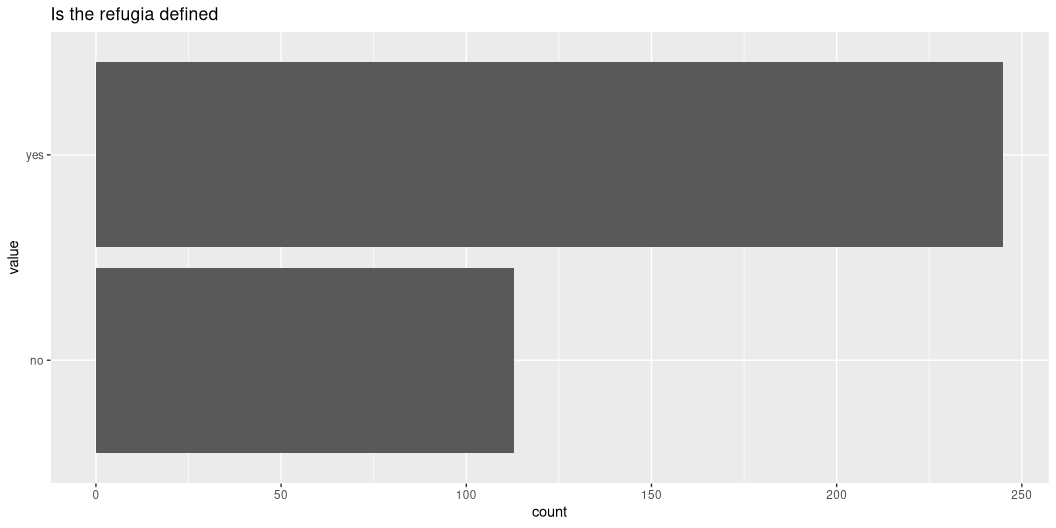 Is the refugia defined
yes
no
value
0 50 100 150 200 250
count